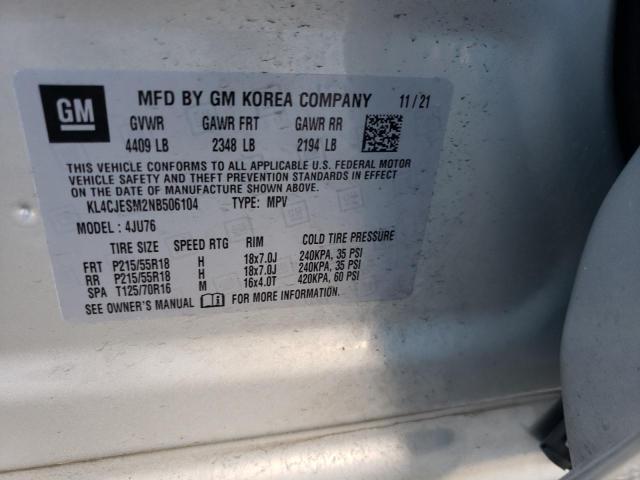 GM
MFD BY GM KOREA COMPANY 11/21
GVWR GAWR FRT GAWR RR
4409 LB 2348 LB 2194 LB
THIS VEHICLE CONFORMS TO ALL APPLICABLE U.S. FEDERAL MOTOR
VEHICLE SAFETY AND THEFT PREVENTION STANDARDS IN EFFECT
ON THE DATE OF MANUFACTURE SHOWN ABOVE.
KL4CJESM2NB506104 TYPE: MPV
MODEL: 4JU76
TIRE SIZE SPEED RTG RIM COLD TIRE PRESSURE
FRT P215/55R18 H 18x7.0J 240KPA, 35 PSI
RR P215/55R18 H 18x7.0J 240KPA, 35 PSI
SPA T125/70R16 M 16x4.0T 420KPA, 60 PSI
SEE OWNER'S MANUAL FOR MORE INFORMATION.